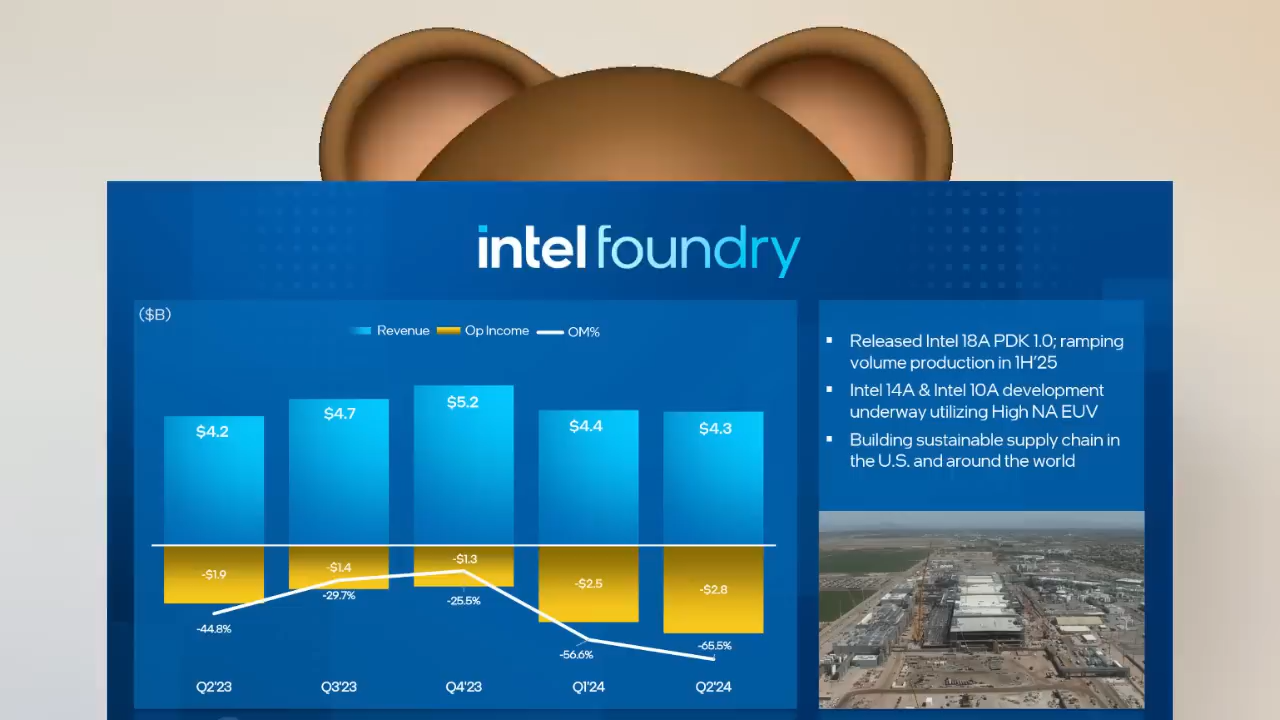 intel foundry
($B)
Revenue Op Income OM%
$4.2
$4.7
$5.2
$4.4
$4.3
-$1.9
-$1.4
-$1.3
-$2.5
-$2.8
-44.8%
-29.7%
-25.5%
-56.6%
-65.5%
Q2'23 Q3'23 Q4'23 Q1'24 Q2'24
▪ Released Intel 18A PDK 1.0; ramping
volume production in 1H'25
▪ Intel 14A & Intel 10A development
underway utilizing High NA EUV
▪ Building sustainable supply chain in
the U.S. and around the world